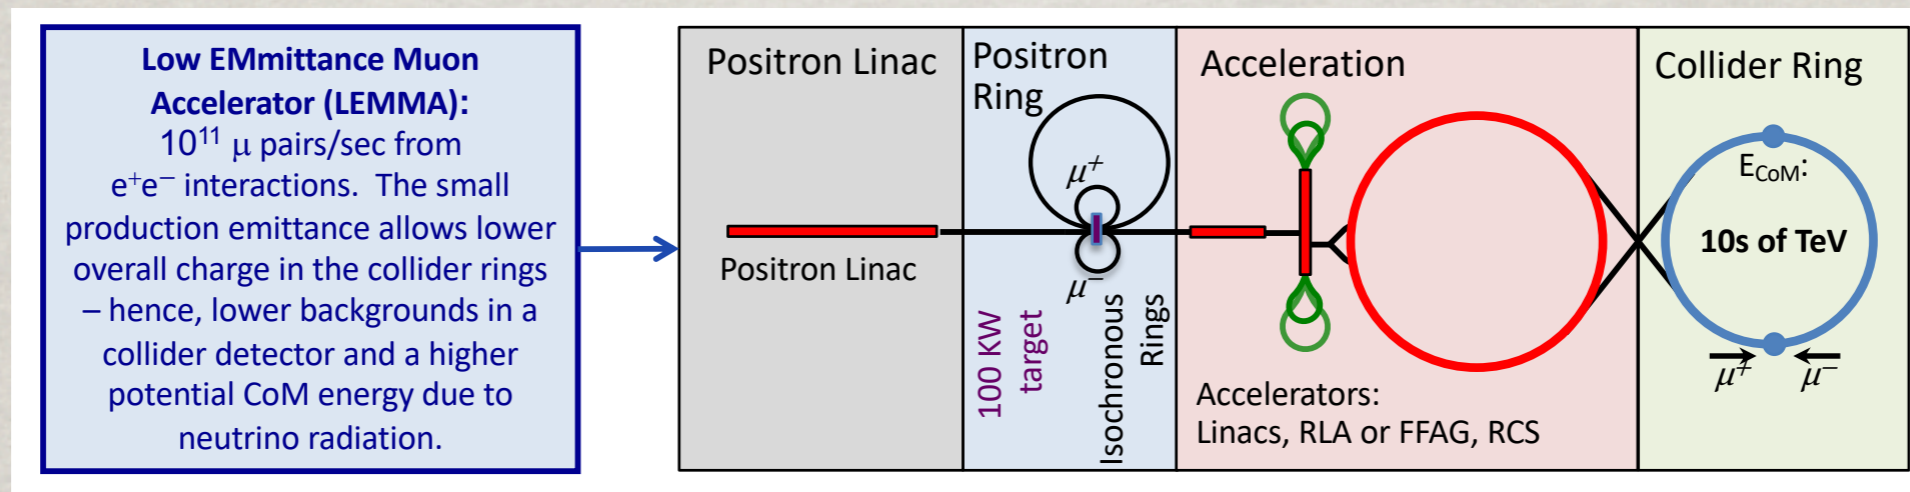 Low EMmittance Muon
Accelerator (LEMMA):
10¹¹ μ pairs/sec from
e⁺e⁻ interactions. The small
production emittance allows lower
overall charge in the collider rings
– hence, lower backgrounds in a
collider detector and a higher
potential CoM energy due to
neutrino radiation.
Positron Linac
Positron Linac
Positron
Ring
μ⁺
μ⁻
100 KW
target
Isochronous
Rings
Acceleration
Accelerators:
Linacs, RLA or FFAG, RCS
Collider Ring
E_CoM:
10s of TeV
μ⁺ μ⁻